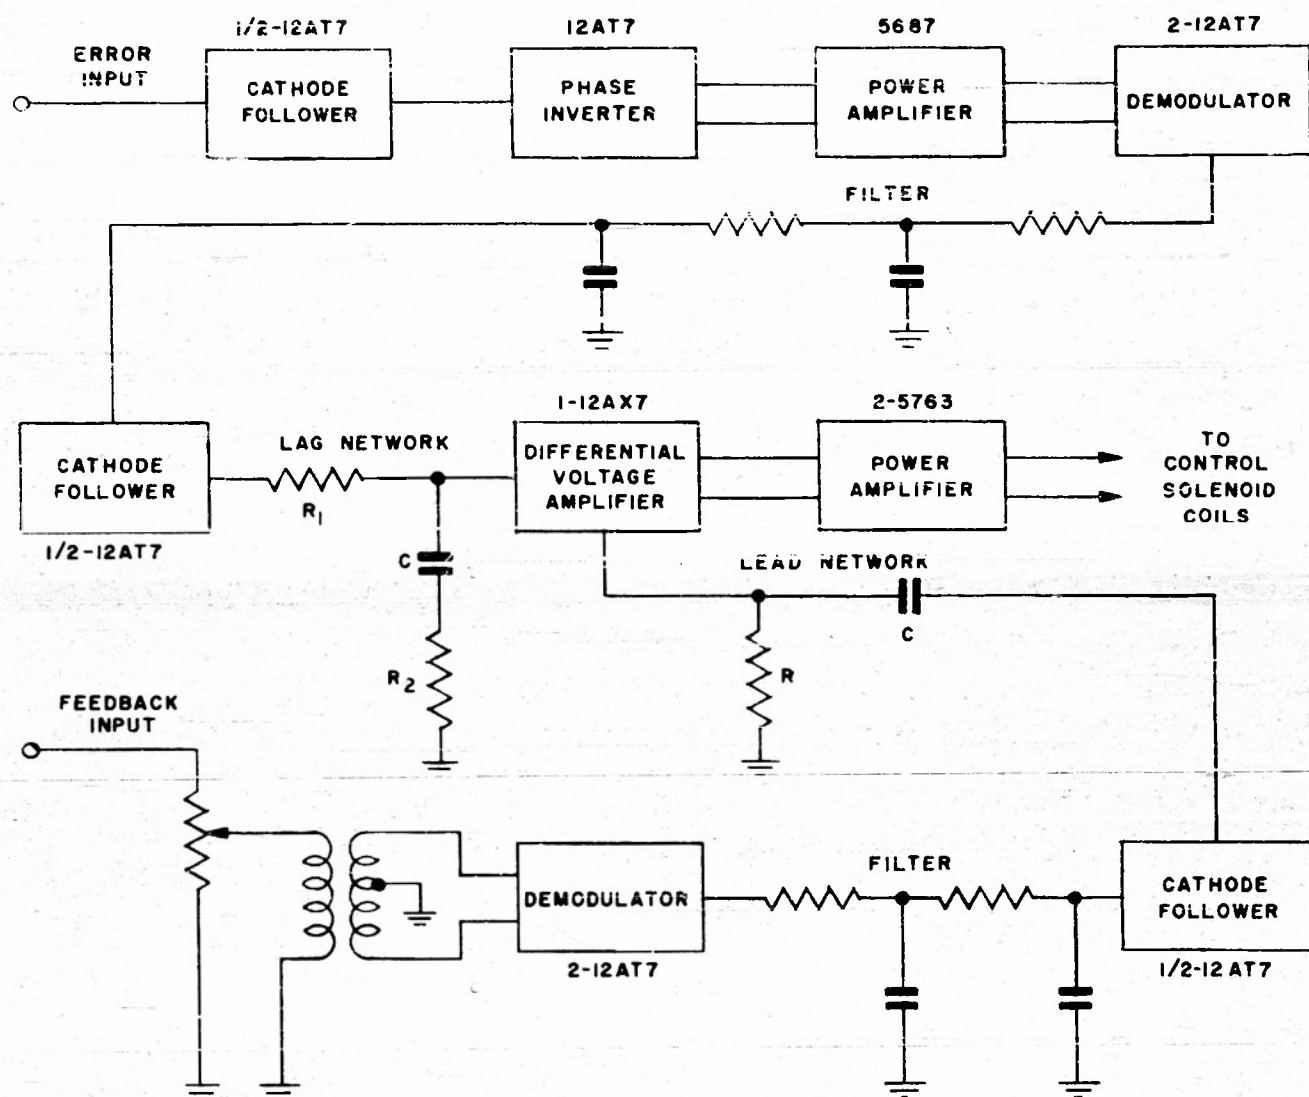 1/2-12AT7
12AT7
5687
2-12AT7
ERROR
INPUT
CATHODE
FOLLOWER
PHASE
INVERTER
POWER
AMPLIFIER
DEMODULATOR
FILTER
1-12AX7
2-5763
CATHODE
FOLLOWER
1/2-12AT7
LAG NETWORK
R1
C
R2
DIFFERENTIAL
VOLTAGE
AMPLIFIER
POWER
AMPLIFIER
TO
CONTROL
SOLENOID
COILS
LEAD NETWORK
C
R
FEEDBACK
INPUT
DEMODULATOR
2-12AT7
FILTER
CATHODE
FOLLOWER
1/2-12AT7